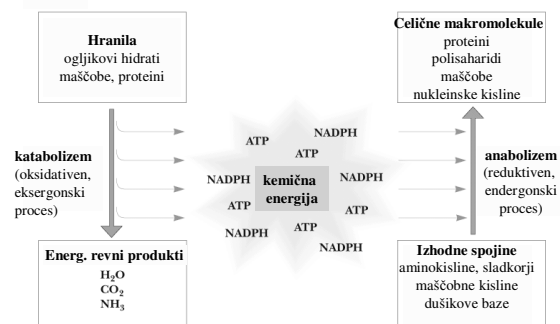 Hranila
ogljikovi hidrati
maščobe, proteini
katabolizem
(oksidativen,
eksergonski
proces)
Energ. revni produkti
H₂O
CO₂
NH₃
ATP
NADPH
ATP
NADPH
kemična
energija
NADPH
ATP
ATP
NADPH
ATP
NADPH
Celične makromolekule
proteini
polisaharidi
maščobe
nukleinske kisline
anabolizem
(reduktiven,
endergonski
proces)
Izhodne spojine
aminokisline, sladkorji
maščobne kisline
dušikove baze